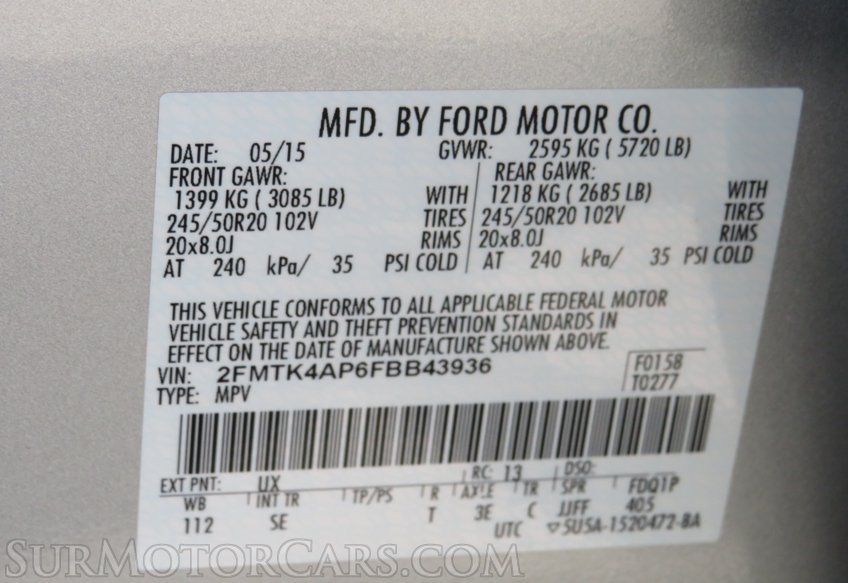 MFD. BY FORD MOTOR CO.
DATE: 05/15 GVWR: 2595 KG ( 5720 LB)
FRONT GAWR: REAR GAWR:
1399 KG ( 3085 LB) WITH 1218 KG ( 2685 LB) WITH
245/50R20 102V TIRES 245/50R20 102V TIRES
20x8.0J RIMS 20x8.0J RIMS
AT 240 kPa/ 35 PSI COLD AT 240 kPa/ 35 PSI COLD
THIS VEHICLE CONFORMS TO ALL APPLICABLE FEDERAL MOTOR
VEHICLE SAFETY AND THEFT PREVENTION STANDARDS IN
EFFECT ON THE DATE OF MANUFACTURE SHOWN ABOVE.
VIN: 2FMTK4AP6FBB43936 F0158
TYPE: MPV T0277
EXT PNT: UX RC: 13 DSO:
WB INT TR TP/PS R AXLE TR SPR FDQ1P
112 SE T 3E C JJFF 405
UTC ▽SU5A-1520472-BA
SurMotorCars.com